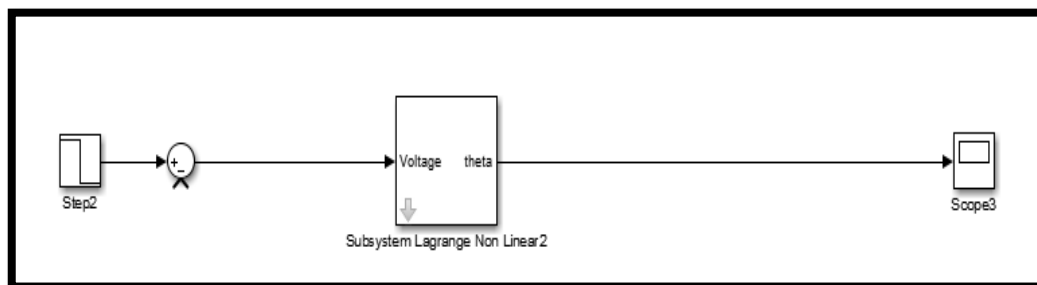 +
−
Voltage theta
Step2
Scope3
Subsystem Lagrange Non Linear2